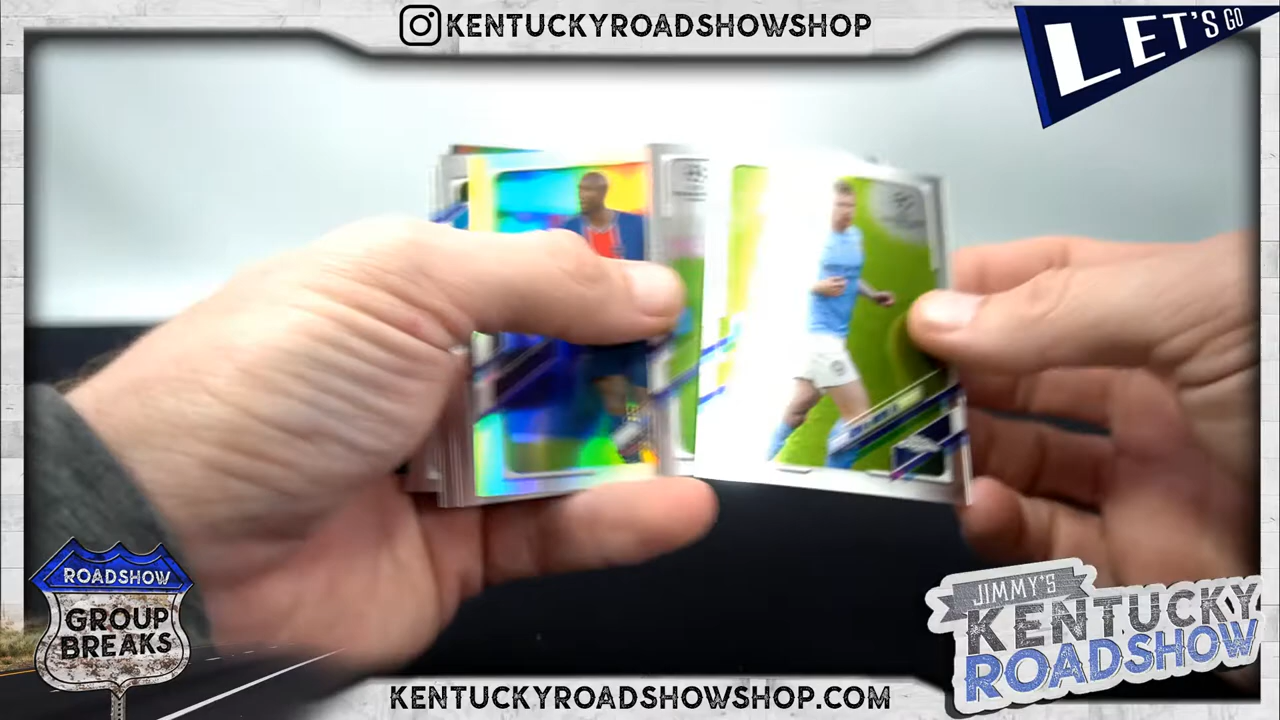 KENTUCKYROADSHOWSHOP
LET'S GO
ROADSHOW
GROUP
BREAKS
JIMMY'S
KENTUCKY
ROADSHOW
KENTUCKYROADSHOWSHOP.COM